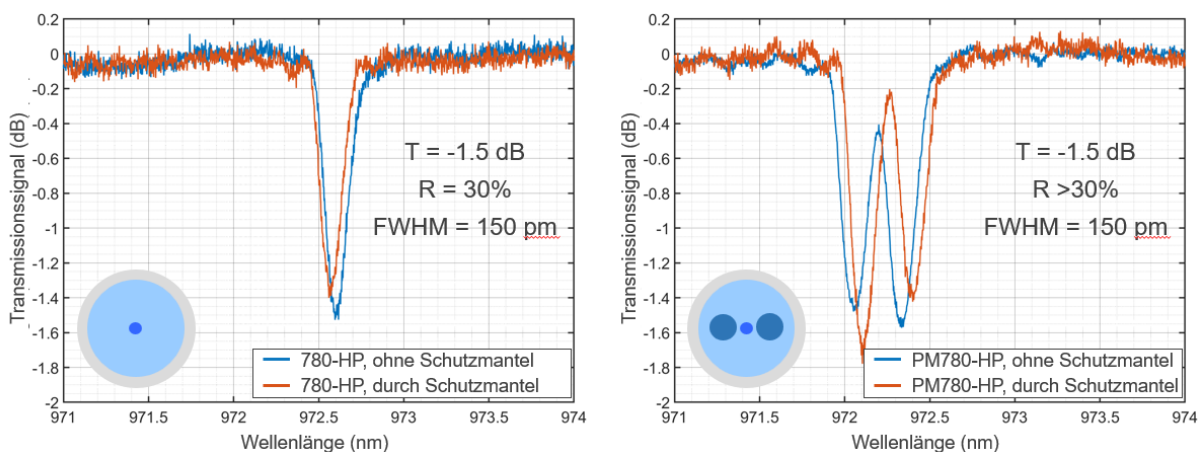 0.2
0
-0.2
-0.4
-0.6
-0.8
-1
-1.2
-1.4
-1.6
-1.8
-2
Transmissionssignal (dB)
T = -1.5 dB
R = 30%
FWHM = 150 pm
780-HP, ohne Schutzmantel
780-HP, durch Schutzmantel
971 971.5 972 972.5 973 973.5 974
Wellenlänge (nm)
0.2
0
-0.2
-0.4
-0.6
-0.8
-1
-1.2
-1.4
-1.6
-1.8
-2
Transmissionssignal (dB)
T = -1.5 dB
R >30%
FWHM = 150 pm
PM780-HP, ohne Schutzmantel
PM780-HP, durch Schutzmantel
971 971.5 972 972.5 973 973.5 974
Wellenlänge (nm)